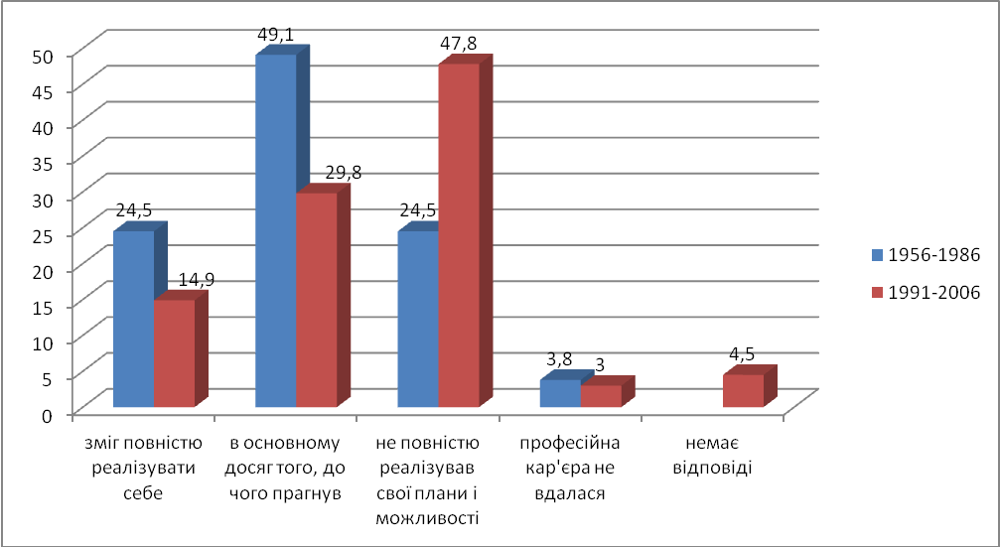 50
45
40
35
30
25
20
15
10
5
0
24,5
14,9
49,1
29,8
24,5
47,8
3,8
3
4,5
зміг повністю
реалізувати
себе
в основному
досяг того, до
чого прагнув
не повністю
реалізував
свої плани і
можливості
професійна
кар'єра не
вдалася
немає
відповіді
1956-1986
1991-2006